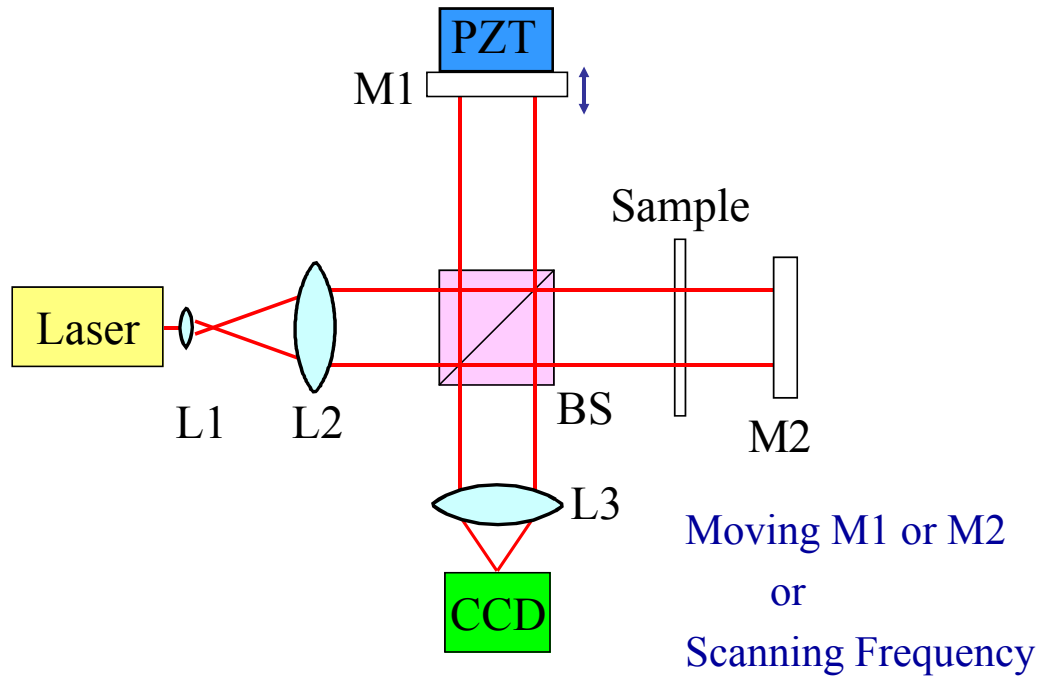 PZT
M1
Sample
Laser
L1
L2
BS
M2
L3
CCD
Moving M1 or M2
or
Scanning Frequency